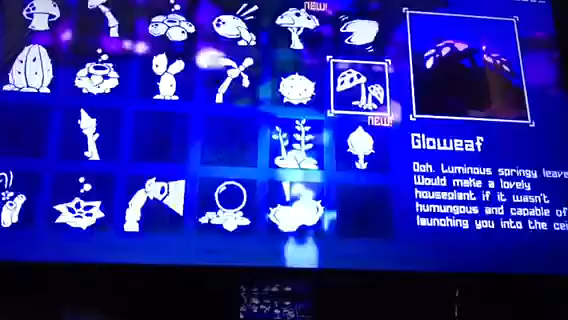 NEW!
NEW!
Gloweaf
Ooh. Luminous springy leave
Would make a lovely
houseplant if it wasn't
humungous and capable of
launching you into the cei